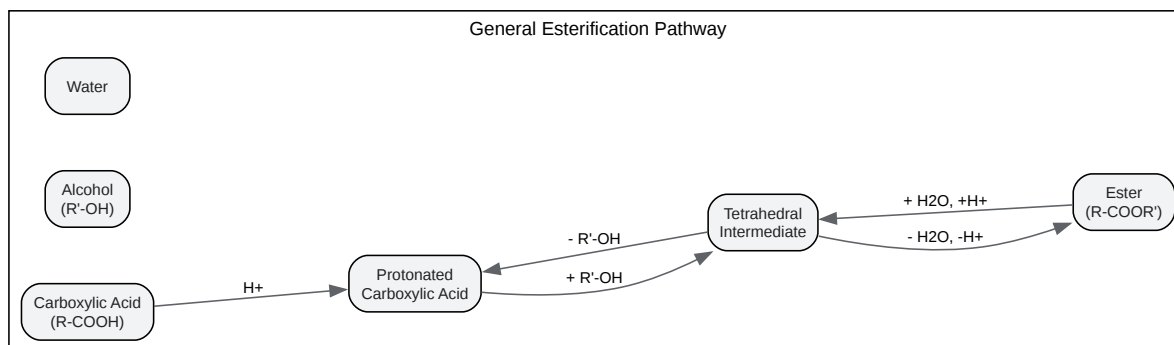 General Esterification Pathway
Water
Alcohol
(R'-OH)
Carboxylic Acid
(R-COOH)
H+
Protonated
Carboxylic Acid
- R'-OH
+ R'-OH
Tetrahedral
Intermediate
+ H2O, +H+
- H2O, -H+
Ester
(R-COOR')